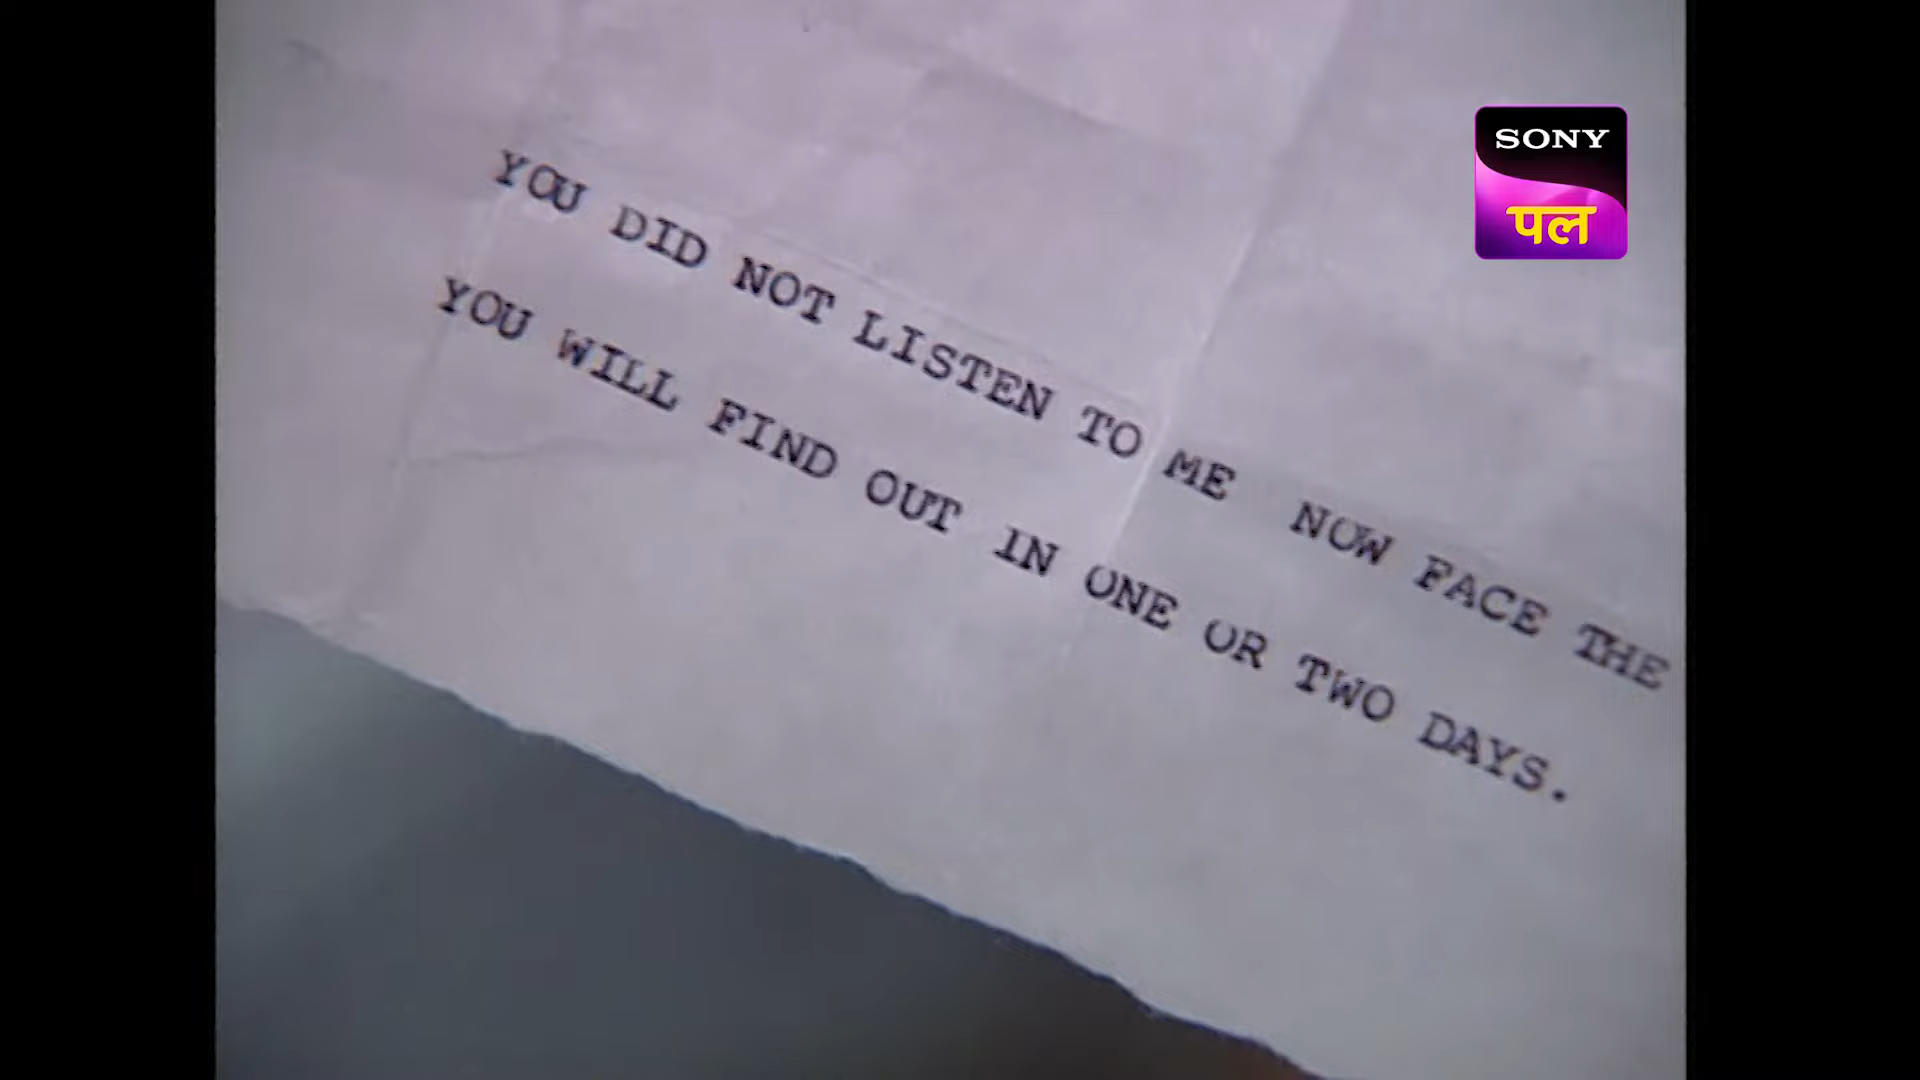 YOU DID NOT LISTEN TO ME  NOW FACE THE
YOU WILL FIND OUT IN ONE OR TWO DAYS.
SONY
पल